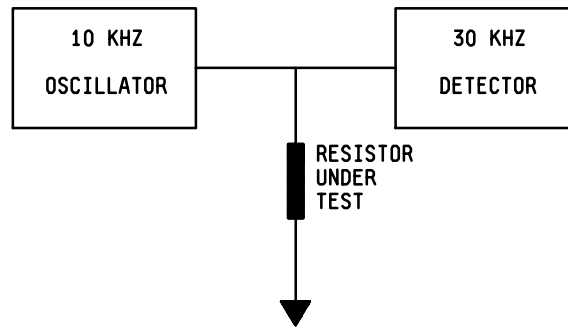 10 KHZ
OSCILLATOR
30 KHZ
DETECTOR
RESISTOR
UNDER
TEST